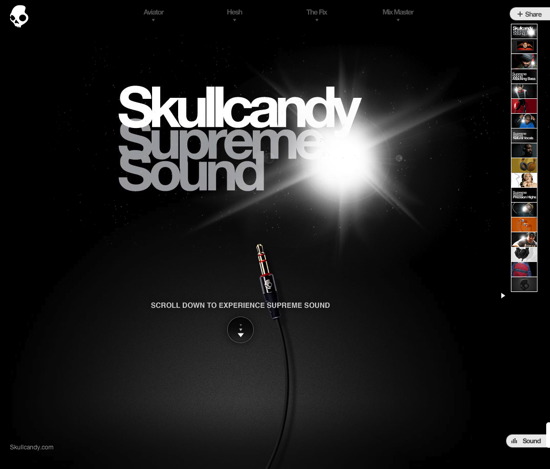 Aviator
Hesh
The Fix
Mix Master
+ Share
Skullcandy
Supreme
Sound
SCROLL DOWN TO EXPERIENCE SUPREME SOUND
Skullcandy.com
Sound